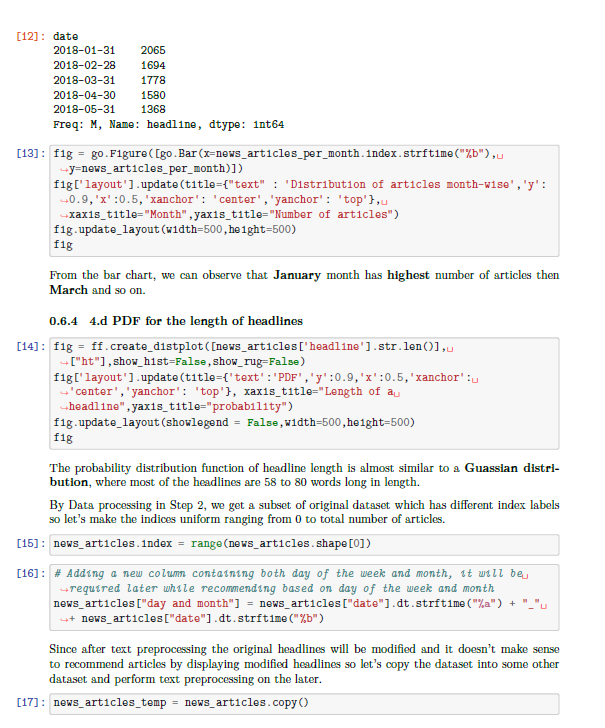 [12]: date
2018-01-31    2065
2018-02-28    1694
2018-03-31    1778
2018-04-30    1580
2018-05-31    1368
Freq: M, Name: headline, dtype: int64
[13]: fig = go.Figure([go.Bar(x=news_articles_per_month.index.strftime("%b"),␣
↪y=news_articles_per_month)])
fig['layout'].update(title={"text" : 'Distribution of articles month-wise','y':
↪0.9,'x':0.5,'xanchor': 'center','yanchor': 'top'},␣
↪xaxis_title="Month",yaxis_title="Number of articles")
fig.update_layout(width=500,height=500)
fig
From the bar chart, we can observe that January month has highest number of articles then
March and so on.
0.6.4 4.d PDF for the length of headlines
[14]: fig = ff.create_distplot([news_articles['headline'].str.len()],␣
↪["ht"],show_hist=False,show_rug=False)
fig['layout'].update(title={'text':'PDF','y':0.9,'x':0.5,'xanchor':␣
↪'center','yanchor': 'top'}, xaxis_title="Length of a␣
↪headline",yaxis_title="probability")
fig.update_layout(showlegend = False,width=500,height=500)
fig
The probability distribution function of headline length is almost similar to a Guassian distri-
bution, where most of the headlines are 58 to 80 words long in length.
By Data processing in Step 2, we get a subset of original dataset which has different index labels
so let's make the indices uniform ranging from 0 to total number of articles.
[15]: news_articles.index = range(news_articles.shape[0])
[16]: # Adding a new column containing both day of the week and month, it will be␣
↪required later while recommending based on day of the week and month
news_articles["day and month"] = news_articles["date"].dt.strftime("%a") + "_"␣
↪+ news_articles["date"].dt.strftime("%b")
Since after text preprocessing the original headlines will be modified and it doesn't make sense
to recommend articles by displaying modified headlines so let's copy the dataset into some other
dataset and perform text preprocessing on the later.
[17]: news_articles_temp = news_articles.copy()